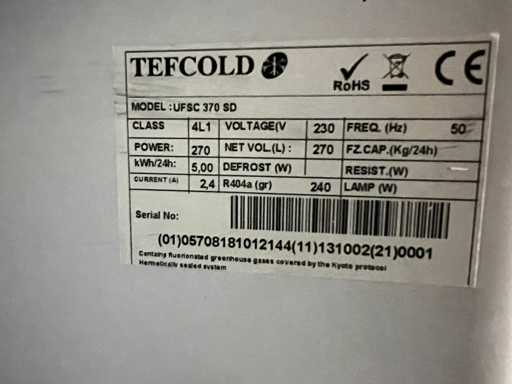 TEFCOLD
RoHS
CE
MODEL :UFSC 370 SD
CLASS 4L1 VOLTAGE(V 230 FREQ. (Hz) 50
POWER: 270 NET VOL.(L) : 270 FZ.CAP.(Kg/24h)
kWh/24h: 5,00 DEFROST (W) RESIST.(W)
CURRENT (A) 2,4 R404a (gr) 240 LAMP (W)
Serial No:
(01)05708181012144(11)131002(21)0001
Contains fluorionated greenhouse gases covered by the Kyoto protocol
Hermetically sealed system